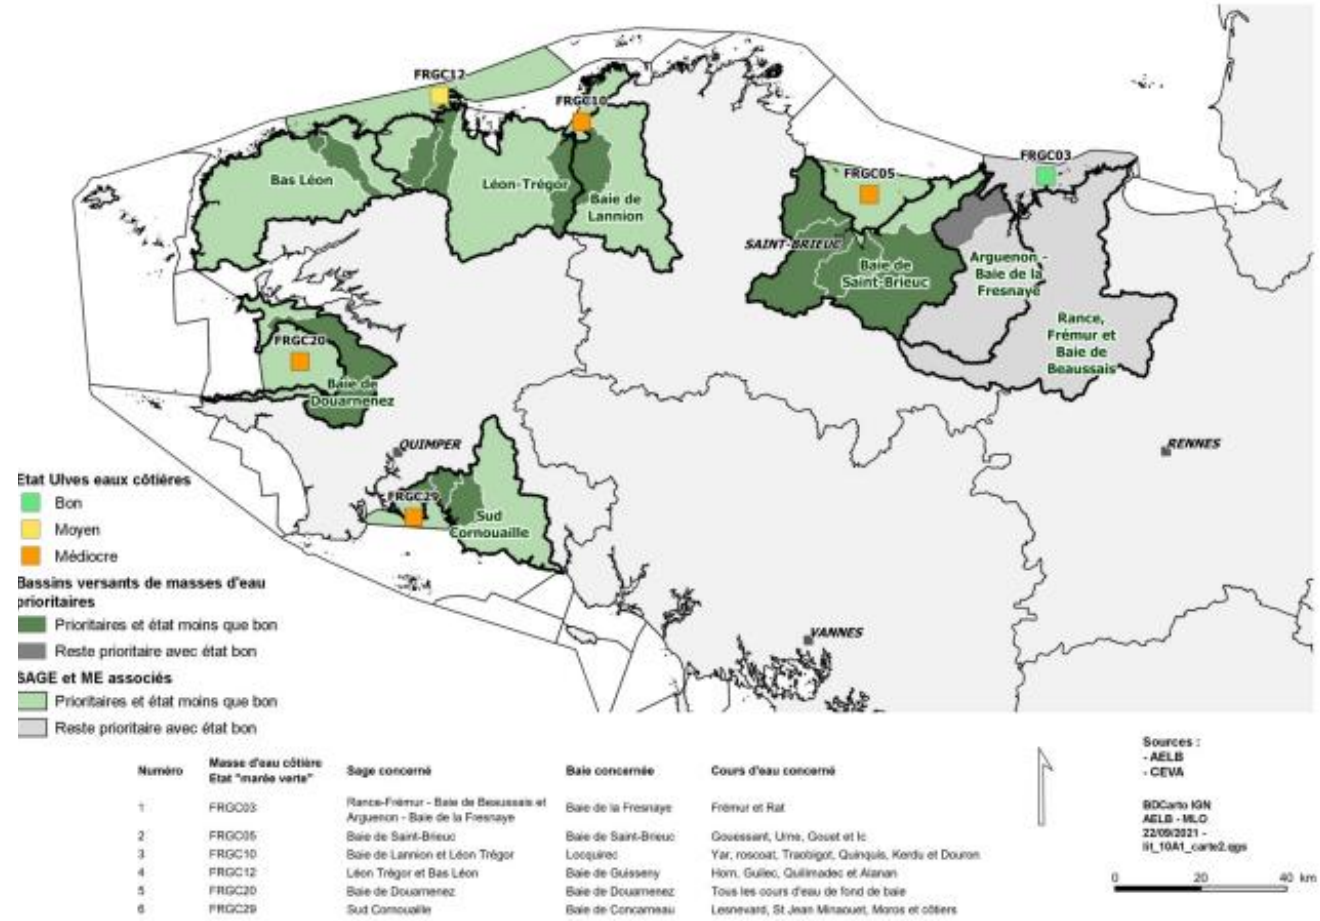 FRGC12
FRGC10
FRGC03
FRGC05
Bas Léon
Léon-Trégor
Baie de
Lannion
SAINT-BRIEUC
Baie de
Saint-Brieuc
Arguenon -
Baie de la
Fresnaye
Rance,
Frémur et
Baie de
Beaussais
FRGC20
Baie de
Douarnenez
QUIMPER
RENNES
FRGC29
Sud
Cornouaille
VANNES
Etat Ulves eaux côtières
Bon
Moyen
Médiocre
Bassins versants de masses d'eau
prioritaires
Prioritaires et état moins que bon
Reste prioritaire avec état bon
SAGE et ME associés
Prioritaires et état moins que bon
Reste prioritaire avec état bon
Numéro Masse d'eau côtière Etat "marée verte" Sage concerné Baie concernée Cours d'eau concerné
1 FRGC03 Rance-Frémur - Baie de Beaussais et Arguenon - Baie de la Fresnaye Baie de la Fresnaye Frémur et Rat
2 FRGC05 Baie de Saint-Brieuc Baie de Saint-Brieuc Gouessant, Urne, Gouet et Ic
3 FRGC10 Baie de Lannion et Léon Trégor Locquirec Yar, roscoat, Traobigot, Quinquis, Kerdu et Douron
4 FRGC12 Léon Trégor et Bas Léon Baie de Guisseny Horn, Guilec, Quilimadec et Alanan
5 FRGC20 Baie de Douarnenez Baie de Douarnenez Tous les cours d'eau de fond de baie
6 FRGC29 Sud Cornouaille Baie de Concarneau Lesnevard, St Jean Minaouet, Moros et côtiers
Sources :
- AELB
- CEVA
BDCarto IGN
AELB - MLO
22/09/2021 -
lit_10A1_carte2.qgs
0 20 40 km